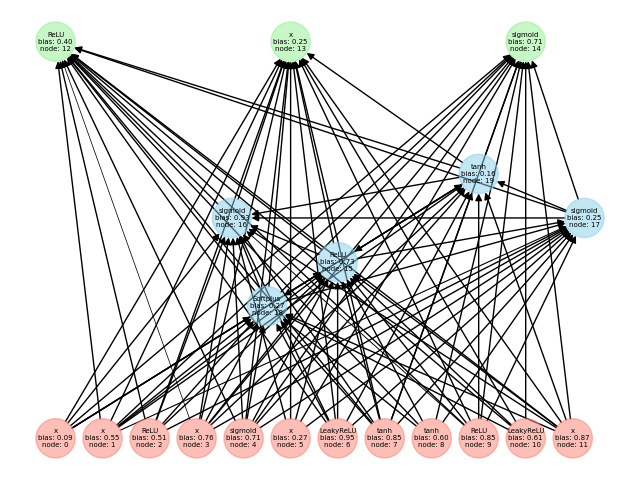 ReLU
bias: 0.40
node: 12
x
bias: 0.25
node: 13
sigmoid
bias: 0.71
node: 14
tanh
bias: 0.16
node: 19
sigmoid
bias: 0.93
node: 16
sigmoid
bias: 0.25
node: 17
ReLU
bias: 0.73
node: 15
Softplus
bias: 0.27
node: 18
x
bias: 0.09
node: 0
x
bias: 0.55
node: 1
ReLU
bias: 0.51
node: 2
x
bias: 0.76
node: 3
sigmoid
bias: 0.71
node: 4
x
bias: 0.27
node: 5
LeakyReLU
bias: 0.95
node: 6
tanh
bias: 0.85
node: 7
tanh
bias: 0.60
node: 8
ReLU
bias: 0.85
node: 9
LeakyReLU
bias: 0.61
node: 10
x
bias: 0.87
node: 11